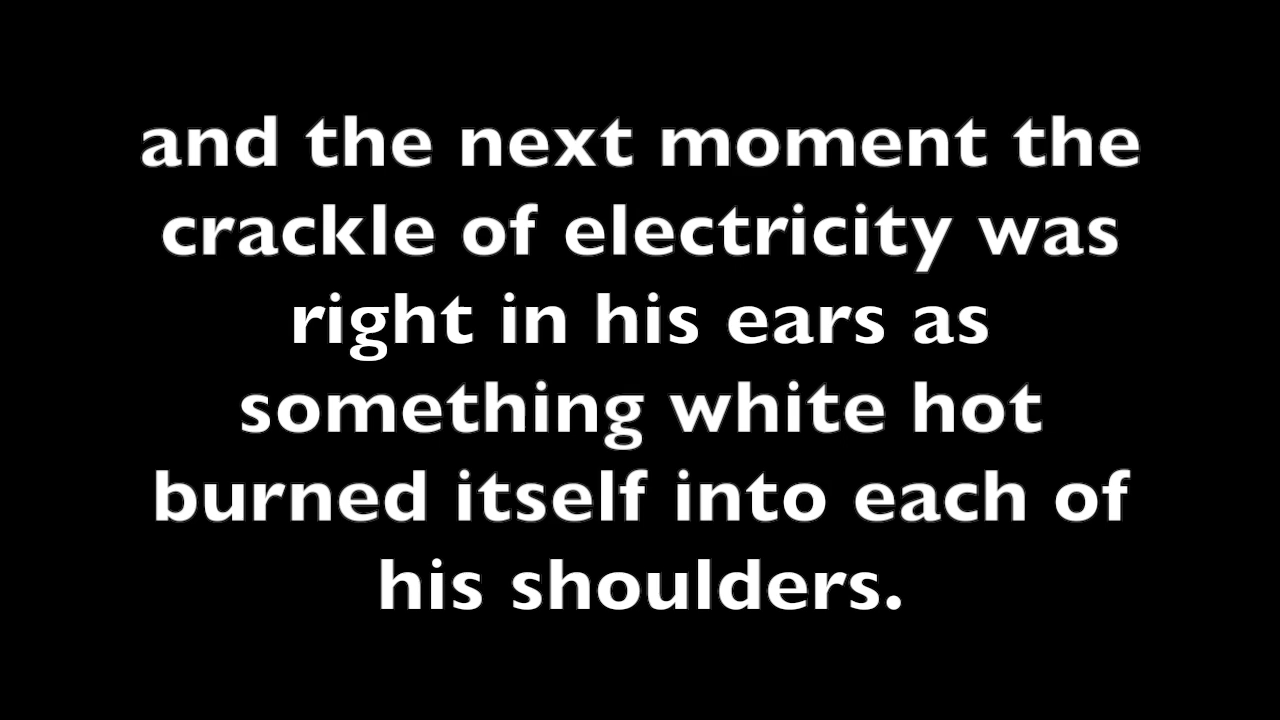 and the next moment the
crackle of electricity was
right in his ears as
something white hot
burned itself into each of
his shoulders.